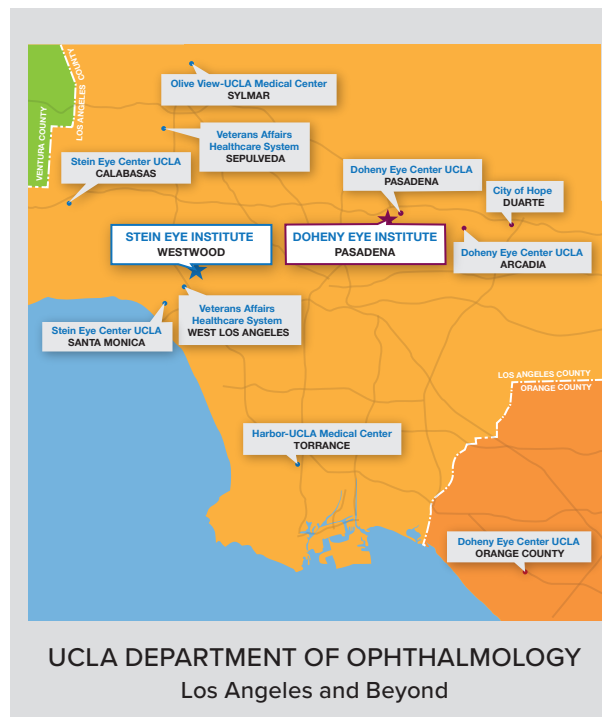 VENTURA COUNTY
LOS ANGELES COUNTY
Olive View-UCLA Medical Center
SYLMAR
Veterans Affairs
Healthcare System
SEPULVEDA
Stein Eye Center UCLA
CALABASAS
Doheny Eye Center UCLA
PASADENA
City of Hope
DUARTE
STEIN EYE INSTITUTE
WESTWOOD
DOHENY EYE INSTITUTE
PASADENA
Doheny Eye Center UCLA
ARCADIA
Veterans Affairs
Healthcare System
WEST LOS ANGELES
Stein Eye Center UCLA
SANTA MONICA
LOS ANGELES COUNTY
ORANGE COUNTY
Harbor-UCLA Medical Center
TORRANCE
Doheny Eye Center UCLA
ORANGE COUNTY
UCLA DEPARTMENT OF OPHTHALMOLOGY
Los Angeles and Beyond